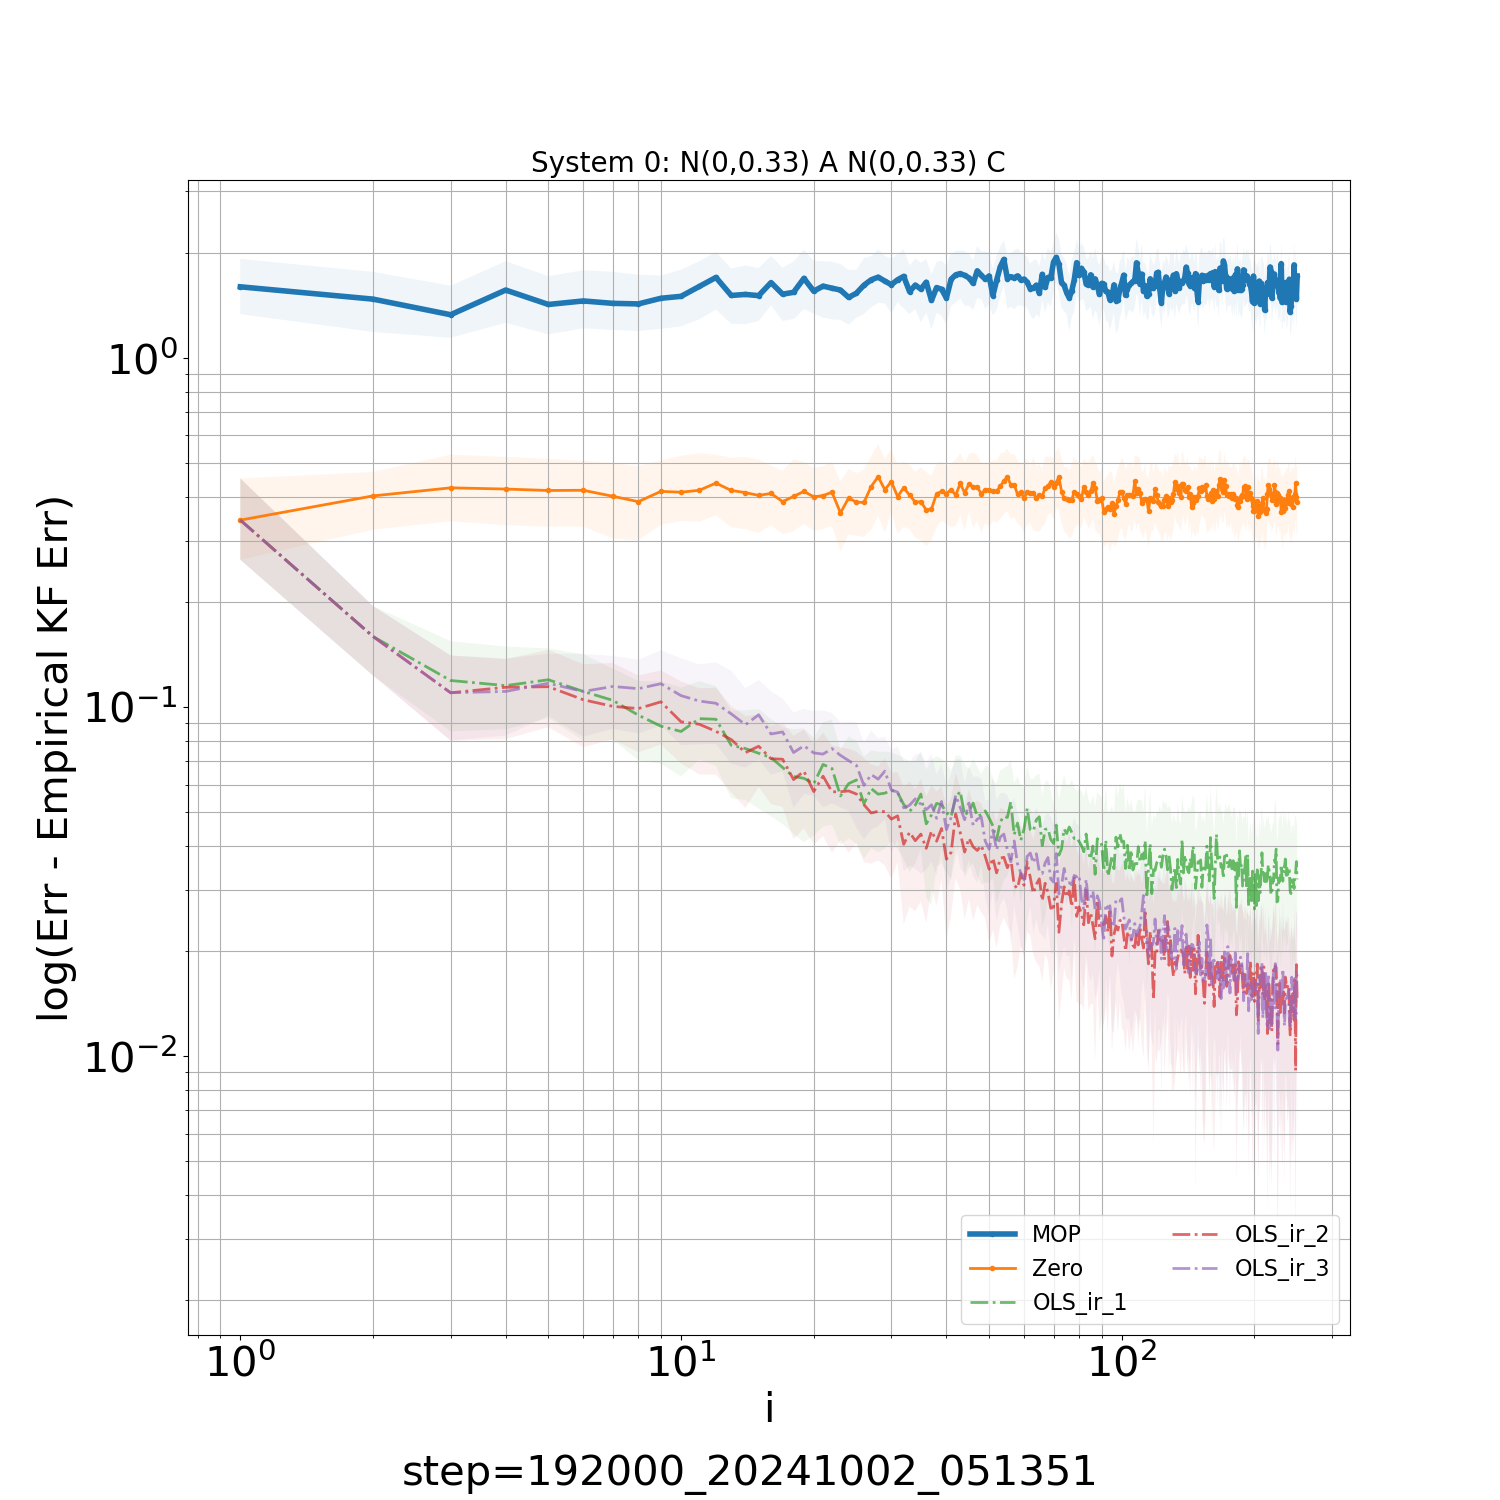 System 0: N(0,0.33) A N(0,0.33) C
log(Err - Empirical KF Err)
10⁰
10⁻¹
10⁻²
MOP
Zero
OLS_ir_1
OLS_ir_2
OLS_ir_3
10⁰ 10¹ 10²
i
step=192000_20241002_051351